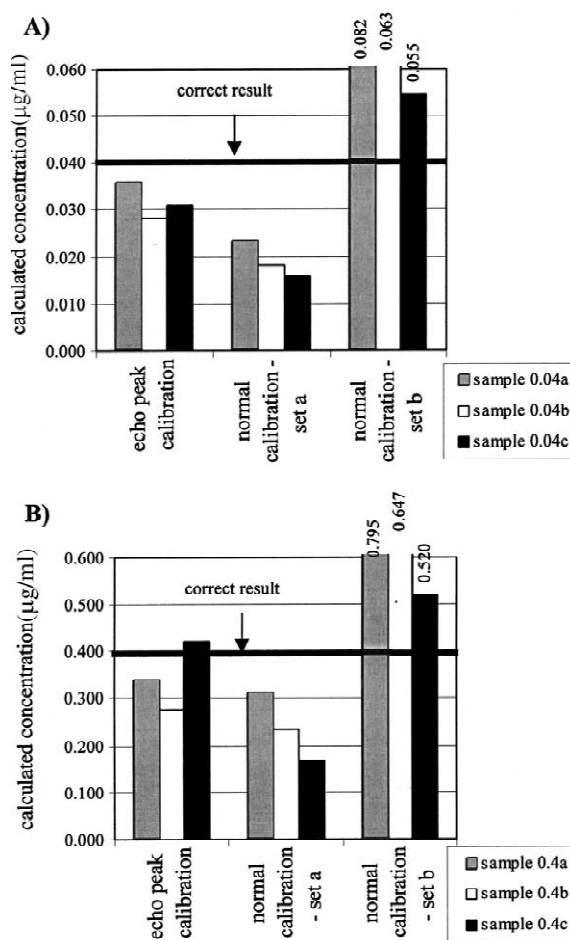 A)
0.082
0.063
0.055
calculated concentration(µg/ml)
0.060
0.050
0.040
0.030
0.020
0.010
0.000
correct result
echo peak
calibration
normal
calibration -
set a
normal
calibration-
set b
sample 0.04a
sample 0.04b
sample 0.04c
B)
0.795
0.647
0.520
calculated concentration(µg/ml)
0.600
0.500
0.400
0.300
0.200
0.100
0.000
correct result
echo peak
calibration
normal
calibration
- set a
normal
calibration
- set b
sample 0.4a
sample 0.4b
sample 0.4c